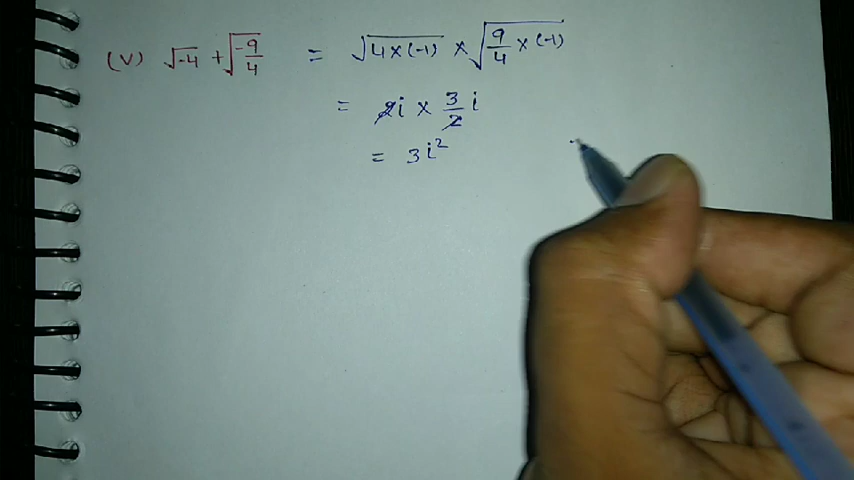 (V) √-4 + √-9/4 = √4×(-1) × √9/4 × (-1)
= 2i × 3/2 i
= 3i²